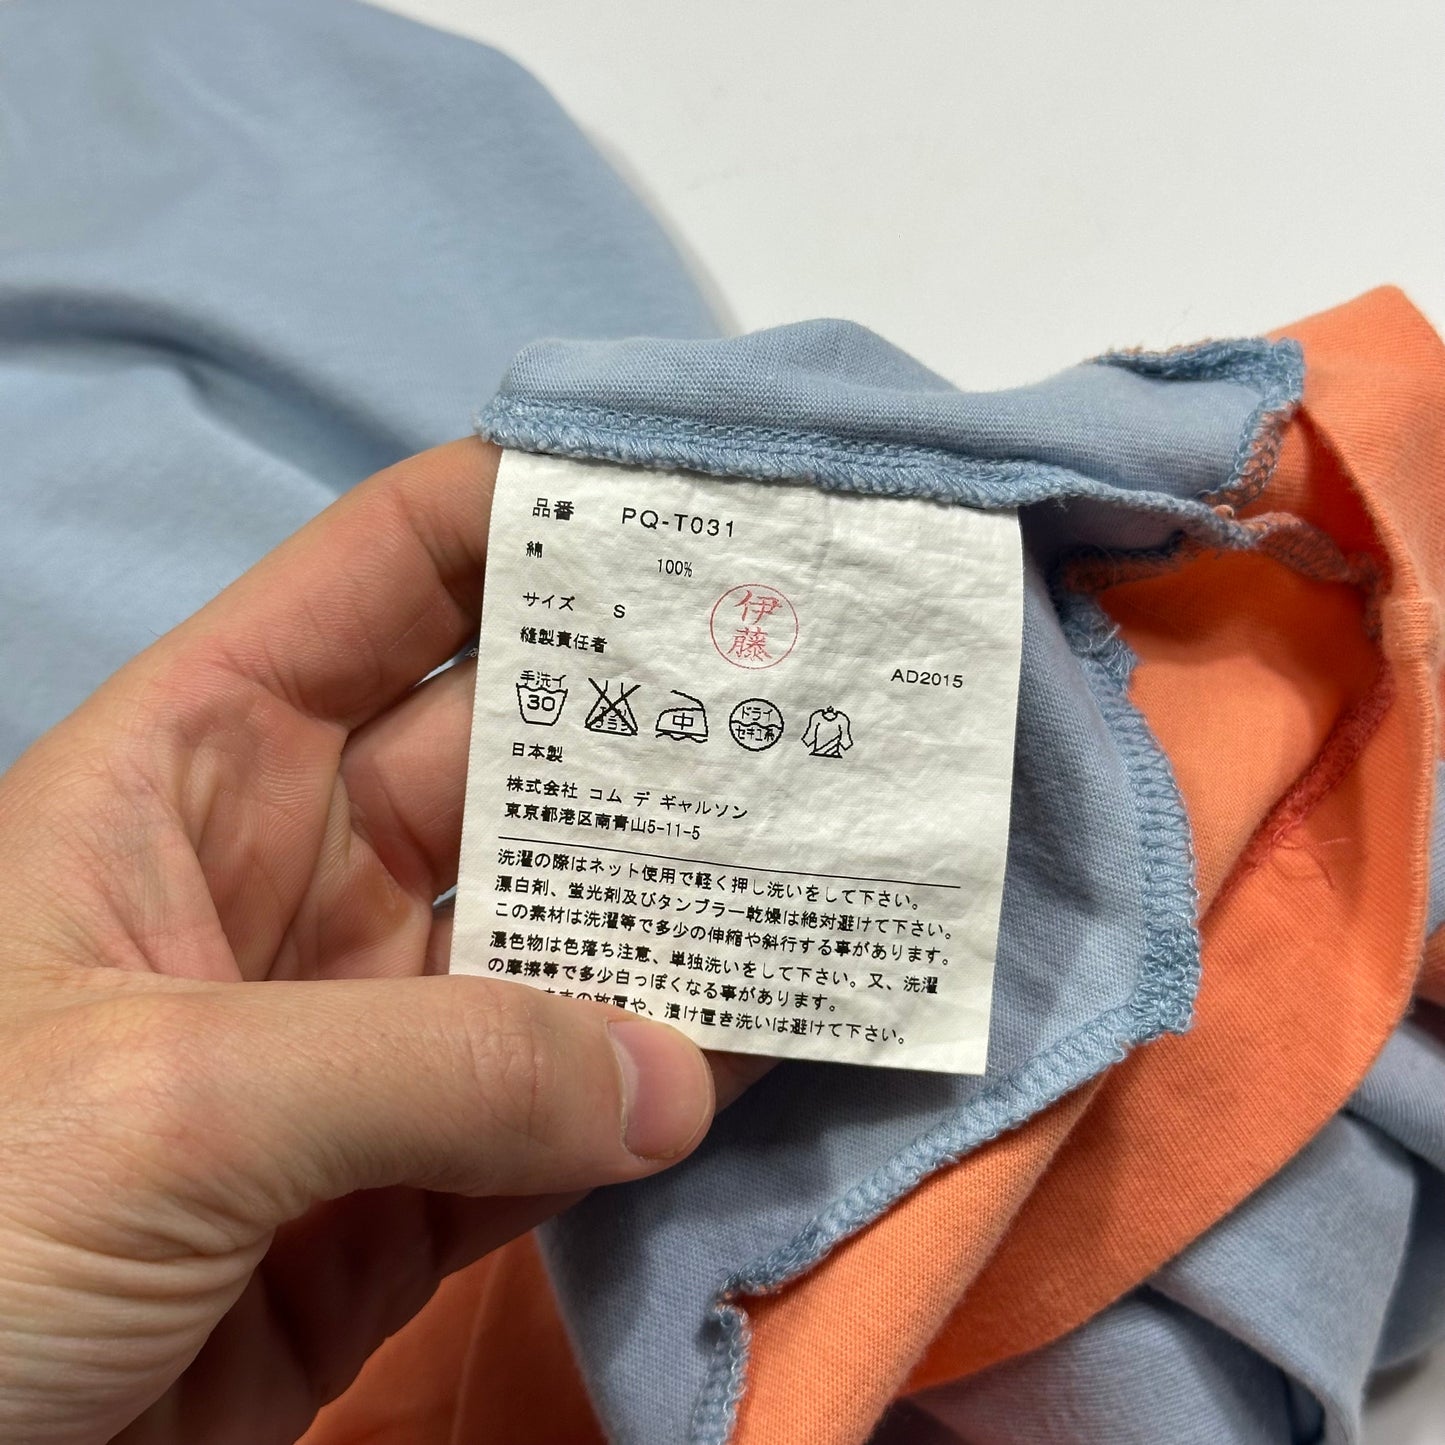 品番 PQ-T031
綿 100%
サイズ S
伊藤
縫製責任者
AD2015
手洗イ
30
中
ドライ
セキユ系
日本製
株式会社 コム デ ギャルソン
東京都港区南青山5-11-5
洗濯の際はネット使用で軽く押し洗いをして下さい。
漂白剤、蛍光剤及びタンブラー乾燥は絶対避けて下さい。
この素材は洗濯等で多少の伸縮や斜行する事があります。
濃色物は色落ち注意、単独洗いをして下さい。又、洗濯
の摩擦等で多少白っぽくなる事があります。
の放置や、漬け置き洗いは避けて下さい。